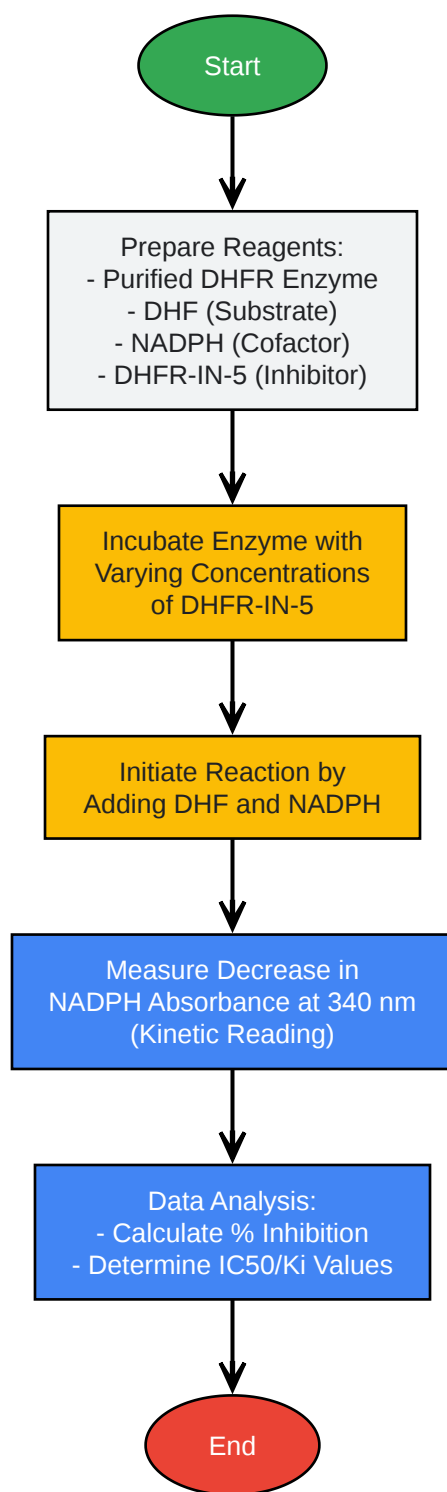 Start
Prepare Reagents:
- Purified DHFR Enzyme
- DHF (Substrate)
- NADPH (Cofactor)
- DHFR-IN-5 (Inhibitor)
Incubate Enzyme with
Varying Concentrations
of DHFR-IN-5
Initiate Reaction by
Adding DHF and NADPH
Measure Decrease in
NADPH Absorbance at 340 nm
(Kinetic Reading)
Data Analysis:
- Calculate % Inhibition
- Determine IC50/Ki Values
End